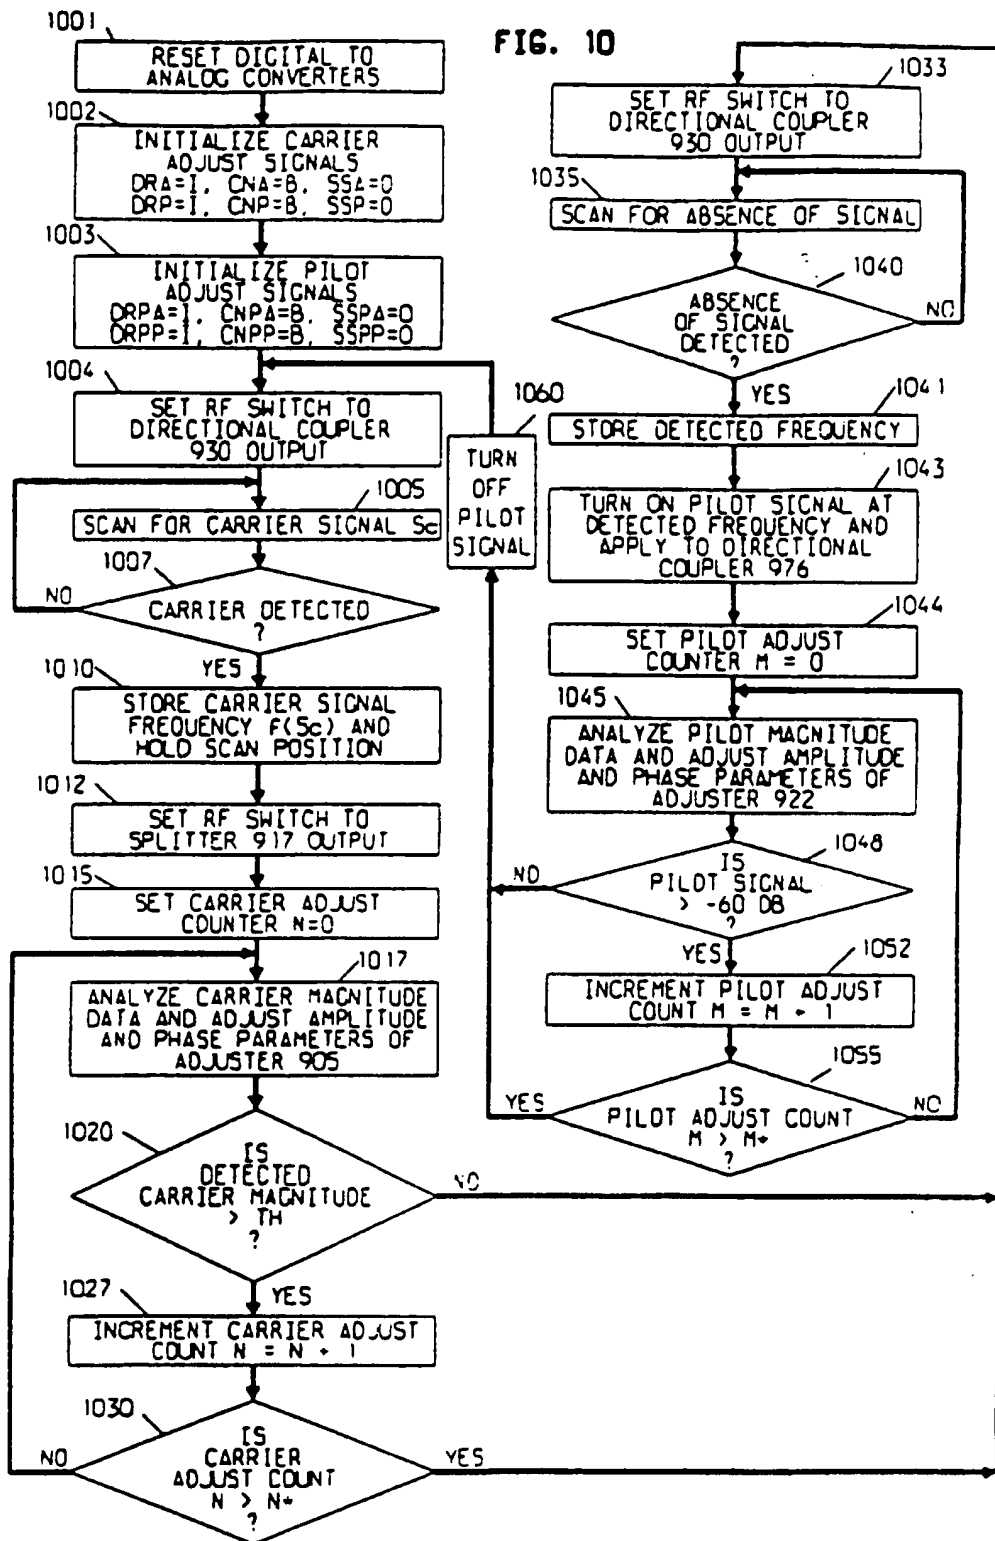 FIG. 10
1001
RESET DIGITAL TO
ANALOG CONVERTERS
1002
INITIALIZE CARRIER
ADJUST SIGNALS
DRA=I, CNA=B, SSA=0
DRP=I, CNP=B, SSP=0
1003
INITIALIZE PILOT
ADJUST SIGNALS
DRPA=I, CNPA=B, SSPA=0
DRPP=I, CNPP=B, SSPP=0
1004
SET RF SWITCH TO
DIRECTIONAL COUPLER
930 OUTPUT
1005
SCAN FOR CARRIER SIGNAL Sc
1007
CARRIER DETECTED
?
NO
YES
1010
STORE CARRIER SIGNAL
FREQUENCY F(Sc) AND
HOLD SCAN POSITION
1012
SET RF SWITCH TO
SPLITTER 917 OUTPUT
1015
SET CARRIER ADJUST
COUNTER N=0
1017
ANALYZE CARRIER MAGNITUDE
DATA AND ADJUST AMPLITUDE
AND PHASE PARAMETERS OF
ADJUSTER 905
1020
IS
DETECTED
CARRIER MAGNITUDE
> TH
?
NO
YES
1027
INCREMENT CARRIER ADJUST
COUNT N = N + 1
1030
IS
CARRIER
ADJUST COUNT
N > N*
?
NO
YES
1033
SET RF SWITCH TO
DIRECTIONAL COUPLER
930 OUTPUT
1035
SCAN FOR ABSENCE OF SIGNAL
1040
ABSENCE
OF SIGNAL
DETECTED
?
NO
YES
1041
STORE DETECTED FREQUENCY
1043
TURN ON PILOT SIGNAL AT
DETECTED FREQUENCY AND
APPLY TO DIRECTIONAL
COUPLER 976
1044
SET PILOT ADJUST
COUNTER M = 0
1045
ANALYZE PILOT MAGNITUDE
DATA AND ADJUST AMPLITUDE
AND PHASE PARAMETERS OF
ADJUSTER 922
1048
IS
PILOT SIGNAL
> -60 DB
?
NO
YES
1052
INCREMENT PILOT ADJUST
COUNT M = M + 1
1055
IS
PILOT ADJUST COUNT
M > M*
?
YES
NO
1060
TURN
OFF
PILOT
SIGNAL